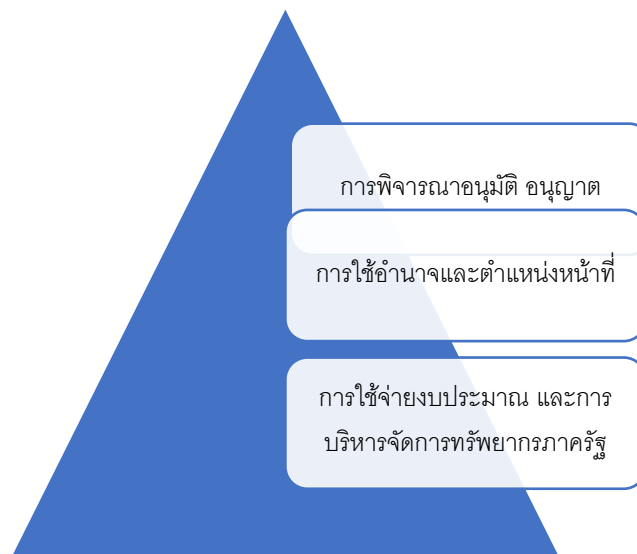 การพิจารณาอนุมัติ อนุญาต
การใช้อำนาจและตำแหน่งหน้าที่
การใช้จ่ายงบประมาณ และการ
บริหารจัดการทรัพยากรภาครัฐ